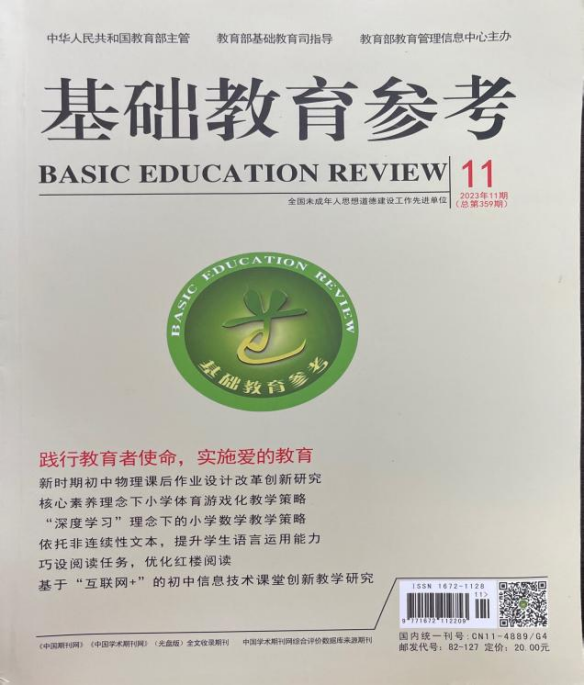 中华人民共和国教育部主管 教育部基础教育司指导 教育部教育管理信息中心主办
基础教育参考
BASIC EDUCATION REVIEW
11
2023年11期
(总第359期)
全国未成年人思想道德建设工作先进单位
BASIC EDUCATION REVIEW
基础教育参考
践行教育者使命，实施爱的教育
新时期初中物理课后作业设计改革创新研究
核心素养理念下小学体育游戏化教学策略
“深度学习”理念下的小学数学教学策略
依托非连续性文本，提升学生语言运用能力
巧设阅读任务，优化红楼阅读
基于“互联网+”的初中信息技术课堂创新教学研究
ISSN 1672-1128
11>
9 771672 112209
国内统一刊号:CN11-4889/G4
邮发代号: 82-127 定价: 20.00元
《中国期刊网》《中国学术期刊网》(光盘版) 全文收录期刊 中国学术期刊网综合评价数据库来源期刊